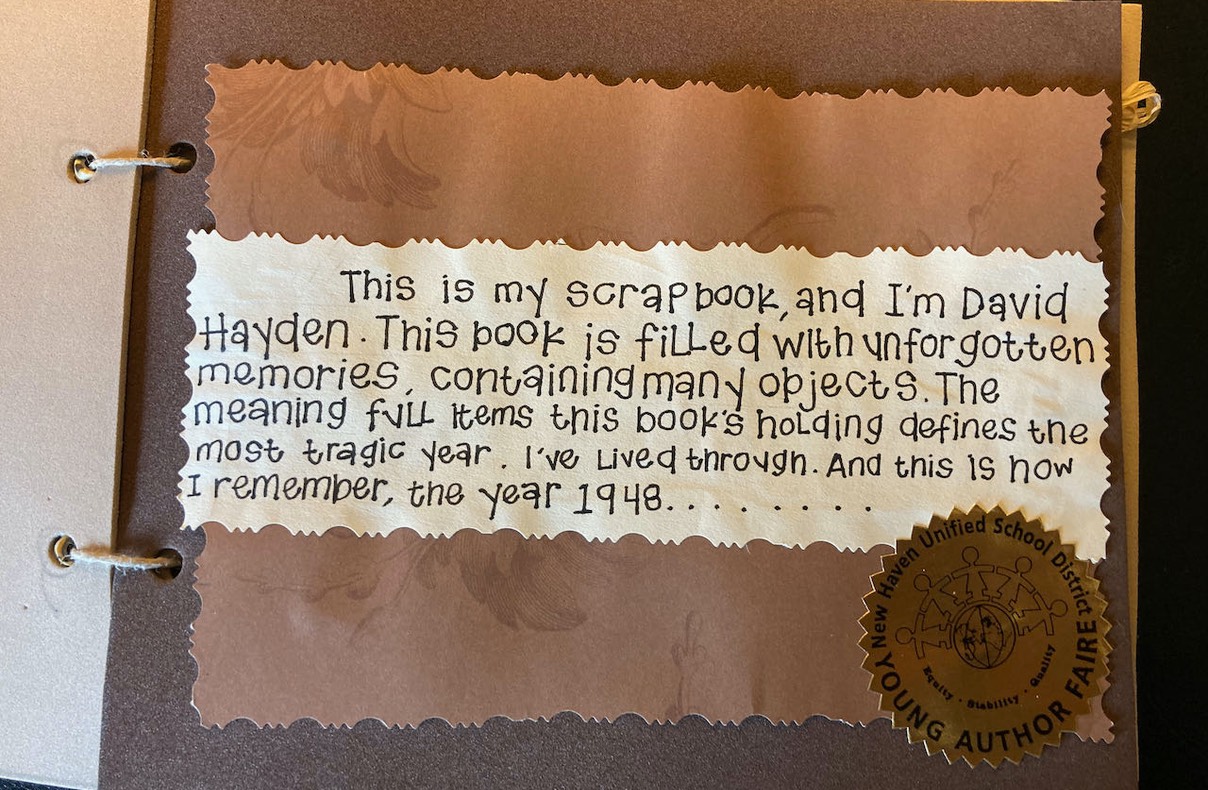 This is my scrapbook, and I'm David
Hayden. This book is filled with unforgotten
memories, containing many objects. The
meaning full items this book's holding defines the
most tragic year. I've lived through. And this is how
I remember, the year 1948. . . . . . . .
New Haven Unified School District
Equity · Stability · Quality
YOUNG AUTHOR FAIRE